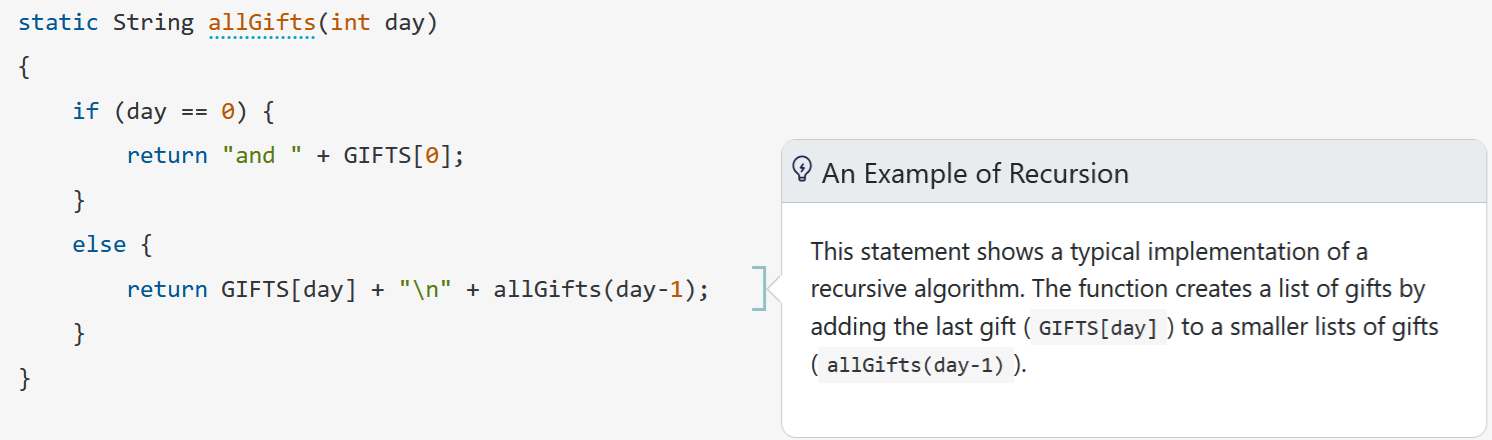 static String allGifts(int day)
{
    if (day == 0) {
        return "and " + GIFTS[0];
    }
    else {
        return GIFTS[day] + "\n" + allGifts(day-1);
    }
}
An Example of Recursion
This statement shows a typical implementation of a
recursive algorithm. The function creates a list of gifts by
adding the last gift ( GIFTS[day] ) to a smaller lists of gifts
( allGifts(day-1) ).